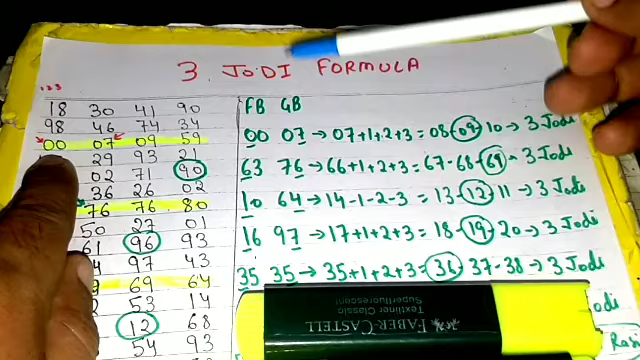 3 JODI FORMULA
1 2 3
18 30 41 90
98 46 74 34
00 07 09 59
29 93 21
02 71 90
36 26 02
76 76 80
50 27 01
61 96 93
97 43
69 64
53 14
12 68
54 93
FB GB
00 07→07+1+2+3=08-09-10→3 Jodi
63 76→66+1+2+3=67-68-69→3 Jodi
10 64→14-1-2-3=13-12-11→3 Jodi
16 97→17+1+2+3=18-19-20→3 Jodi
35 35→35+1+2+3=36-37-38→3 Jodi
Jodi
FABER-CASTELL
Textliner Classic
Superfluorescent